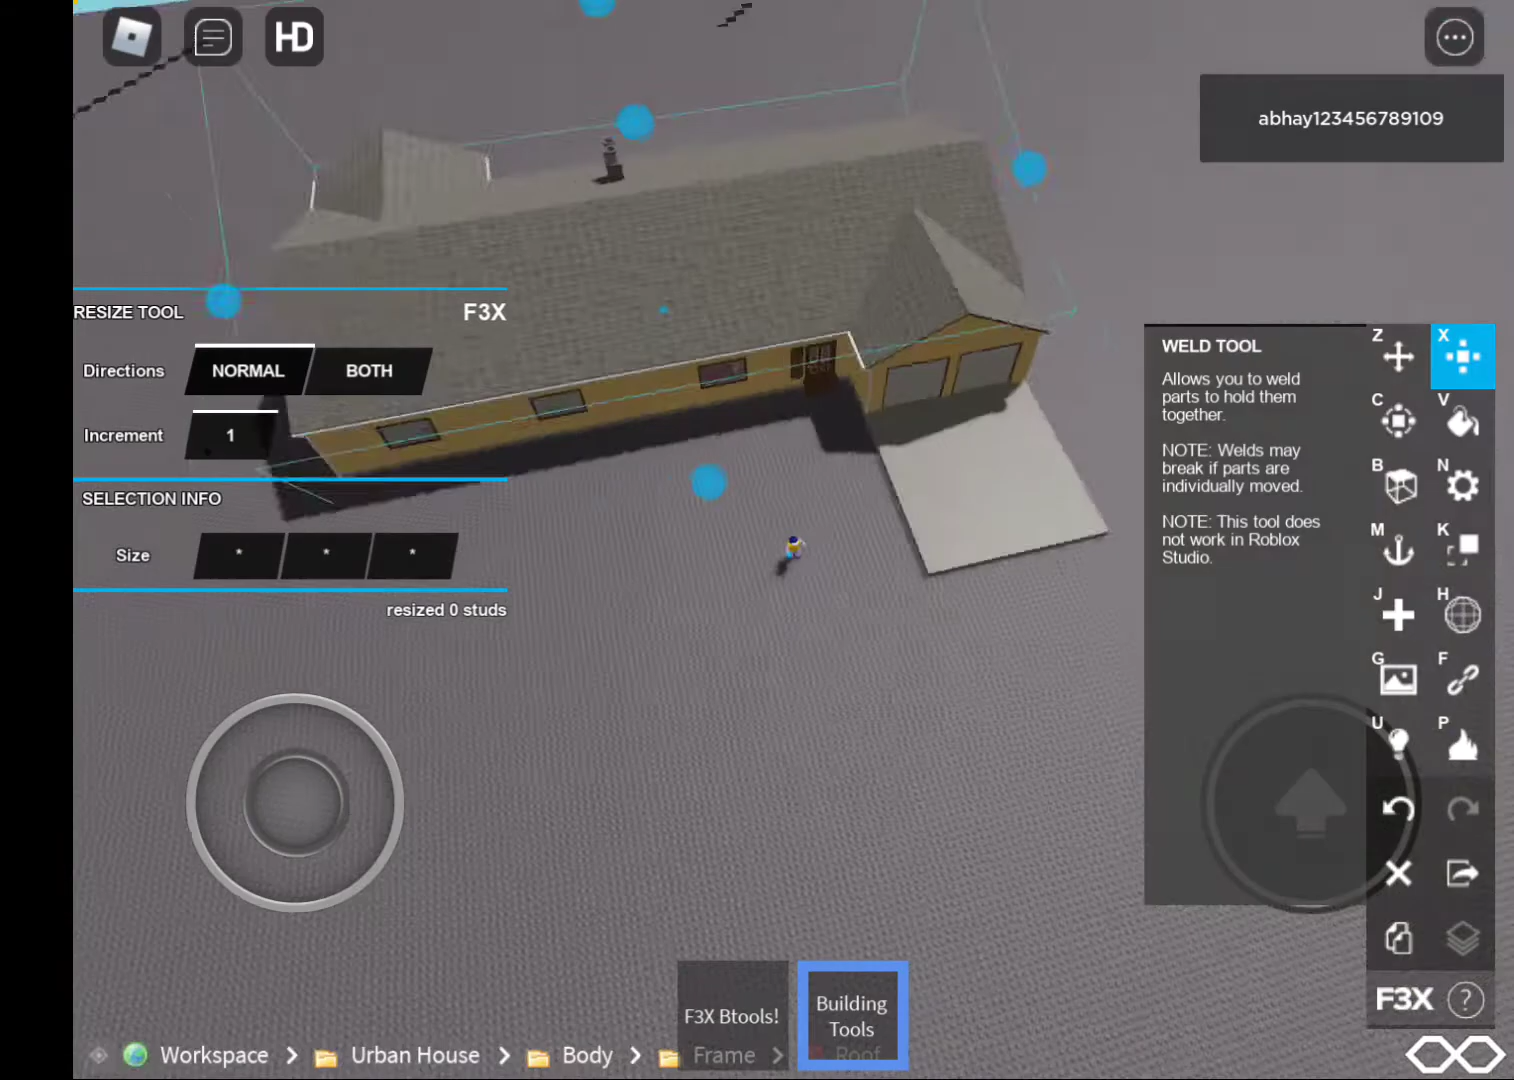 HD
abhay123456789109
RESIZE TOOL
F3X
Directions
NORMAL
BOTH
Increment
1
SELECTION INFO
Size
*
*
*
resized 0 studs
WELD TOOL
Allows you to weld
parts to hold them
together.
NOTE: Welds may
break if parts are
individually moved.
NOTE: This tool does
not work in Roblox
Studio.
Z
X
C
V
B
N
M
K
J
H
G
F
U
P
F3X
?
F3X Btools!
Building
Tools
Workspace > Urban House > Body > Frame > Roof